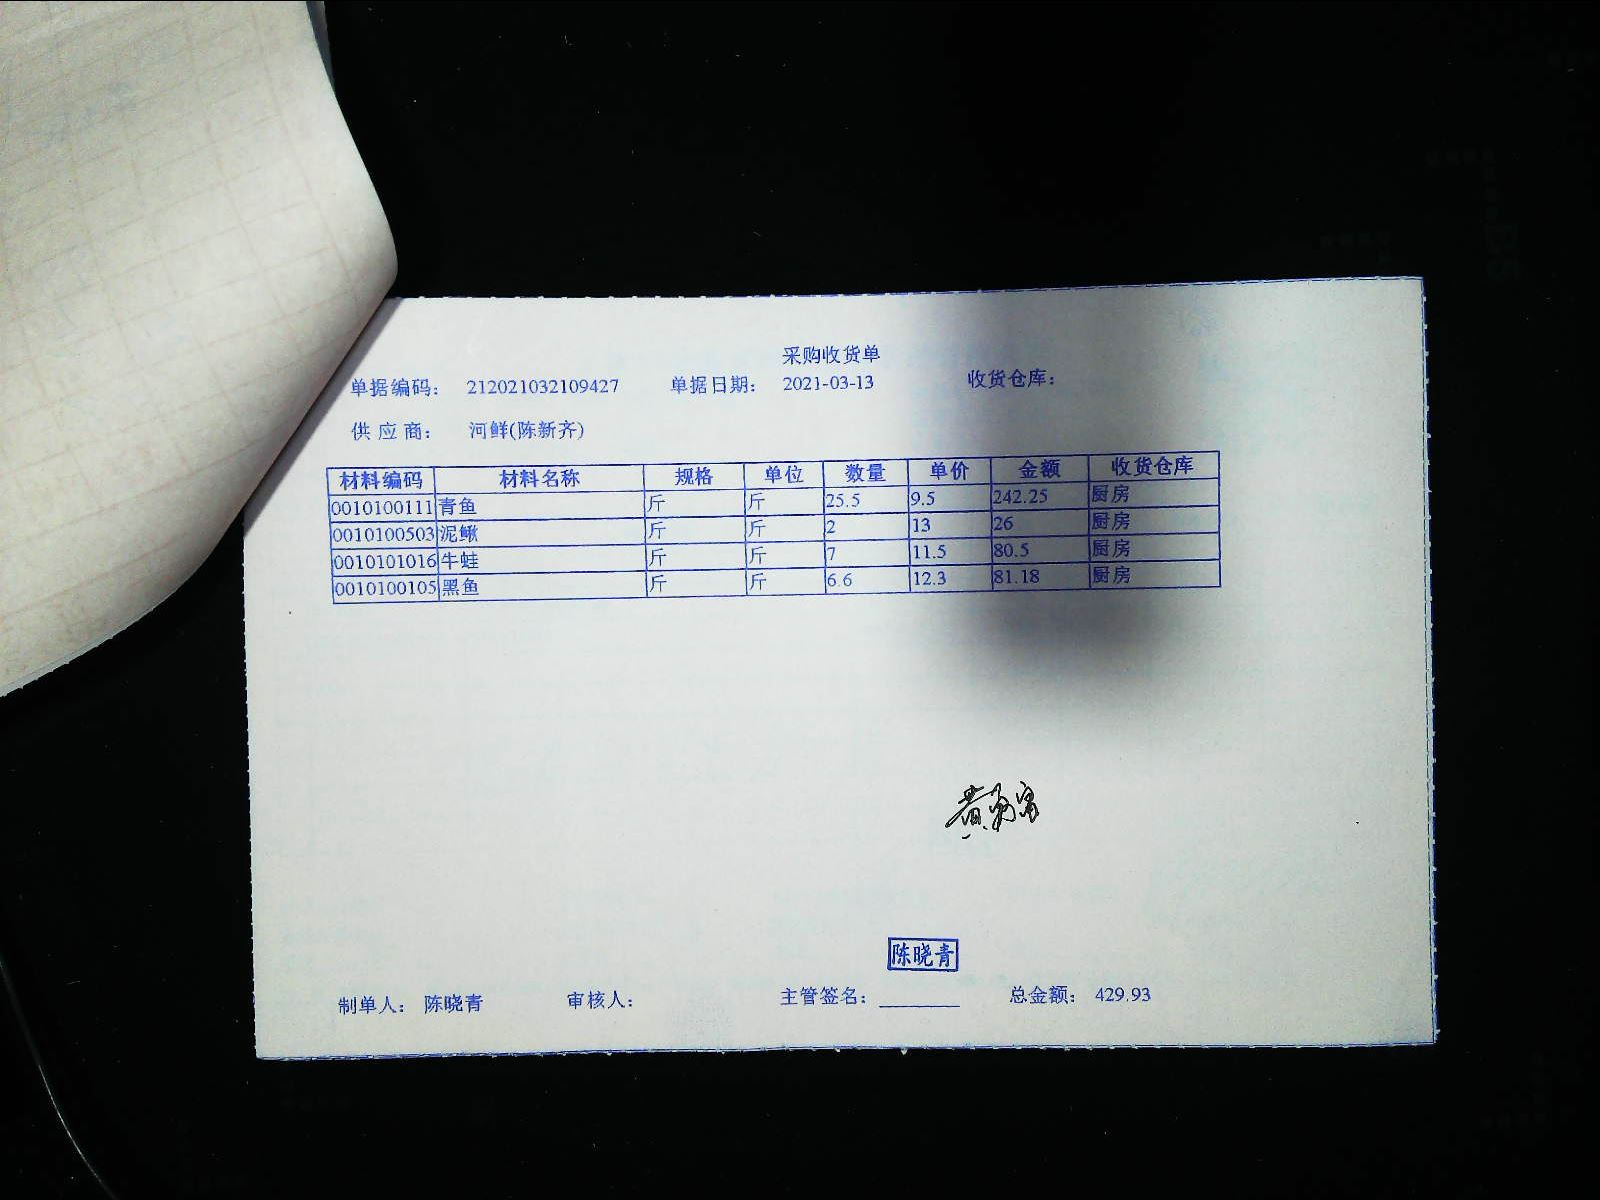 采购收货单
单据编码： 212021032109427 单据日期： 2021-03-13 收货仓库：
供应商： 河鲜(陈新齐)
材料编码 材料名称 规格 单位 数量 单价 金额 收货仓库
0010100111 青鱼 斤 斤 25.5 9.5 242.25 厨房
0010100503 泥鳅 斤 斤 2 13 26 厨房
0010101016 牛蛙 斤 斤 7 11.5 80.5 厨房
0010100105 黑鱼 斤 斤 6.6 12.3 81.18 厨房
陈晓青
制单人： 陈晓青 审核人： 主管签名： 总金额： 429.93